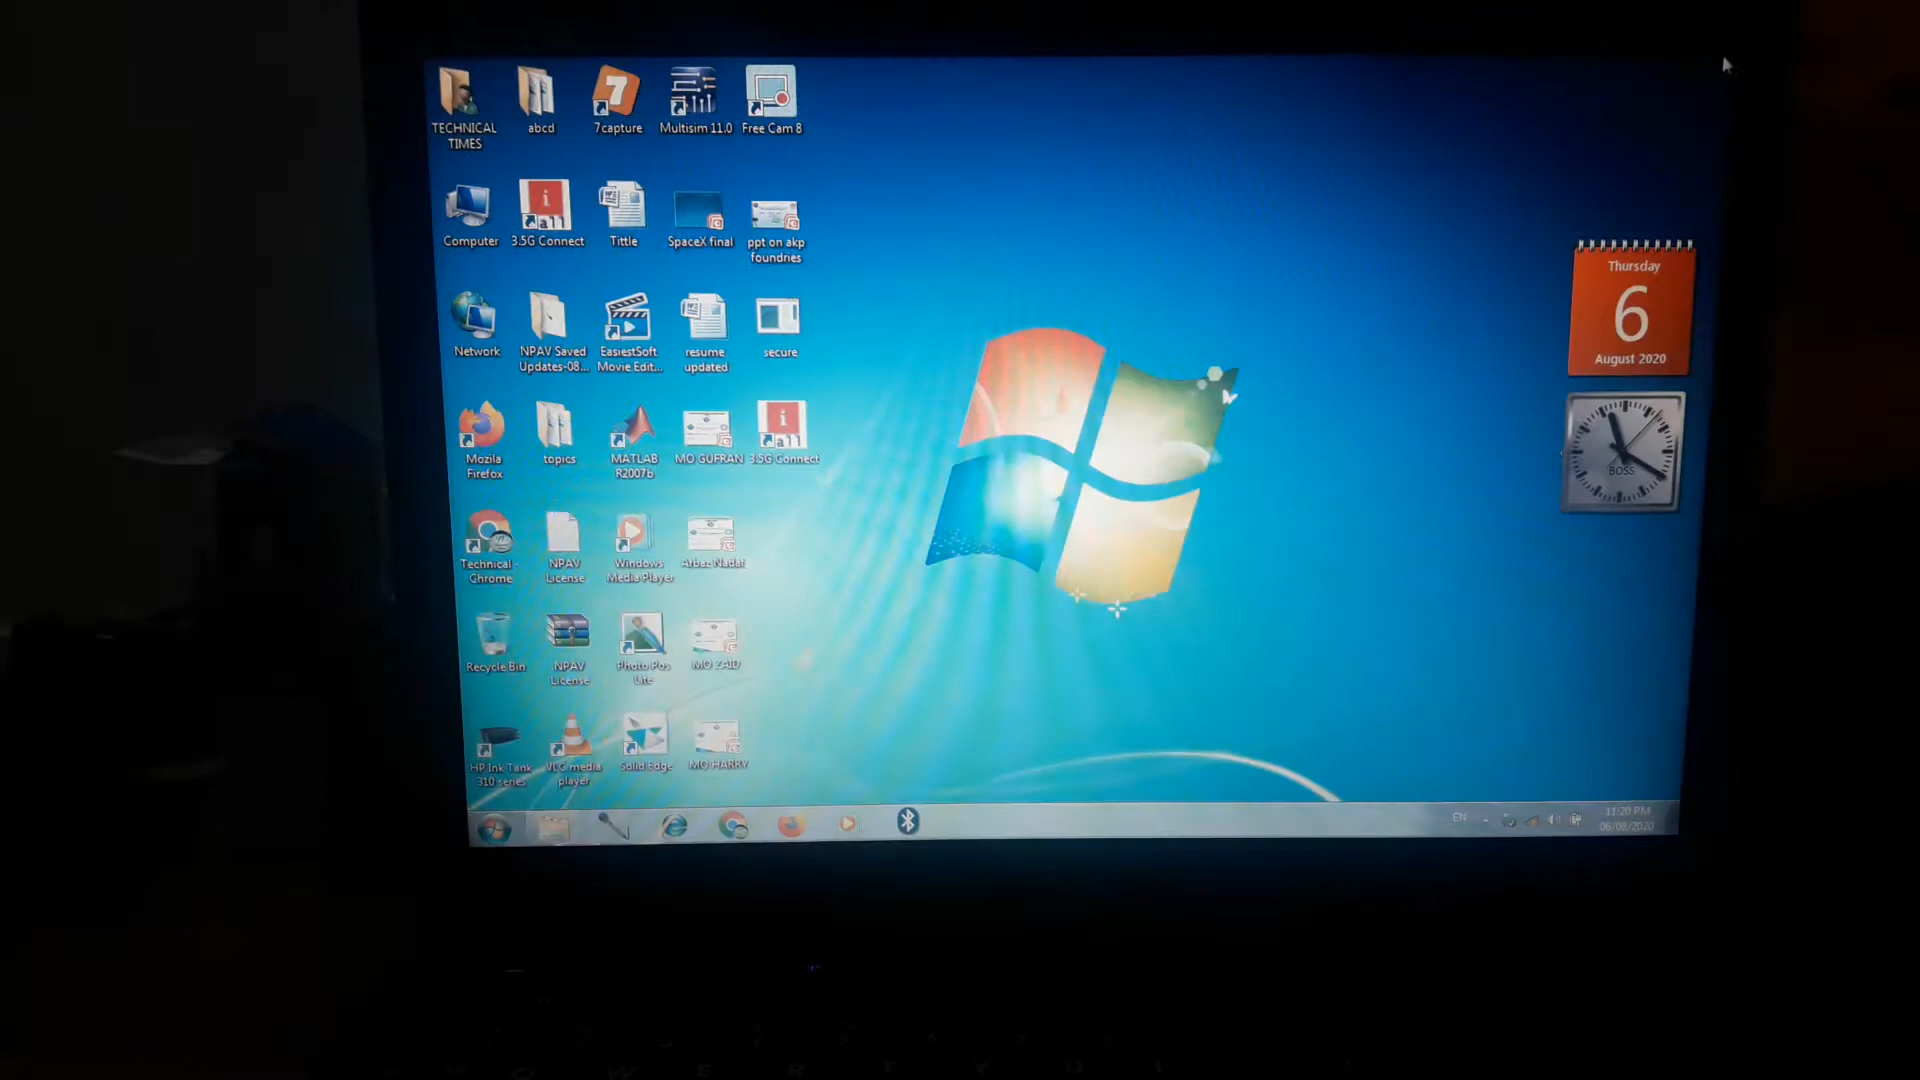 TECHNICAL
TIMES
abcd
7
7capture
Multisim 11.0
Free Cam 8
Computer
3.5G Connect
Tittle
SpaceX final
ppt on akp
foundries
Network
NPAV Saved
Updates-08...
EasiestSoft
Movie Edit...
resume
updated
secure
Mozila
Firefox
topics
MATLAB
R2007b
MO GUFRAN
3.5G Connect
Technical -
Chrome
NPAV
License
Windows
Media Player
Arbaz Nadaf
Recycle Bin
NPAV
License
Photo Pos
Lite
MO ZAID
HP Ink Tank
310 series
VLC media
player
Solid Edge
MO HARRY
Thursday
6
August 2020
BOSS
EN
11:20 PM
06/08/2020
W E R Y U